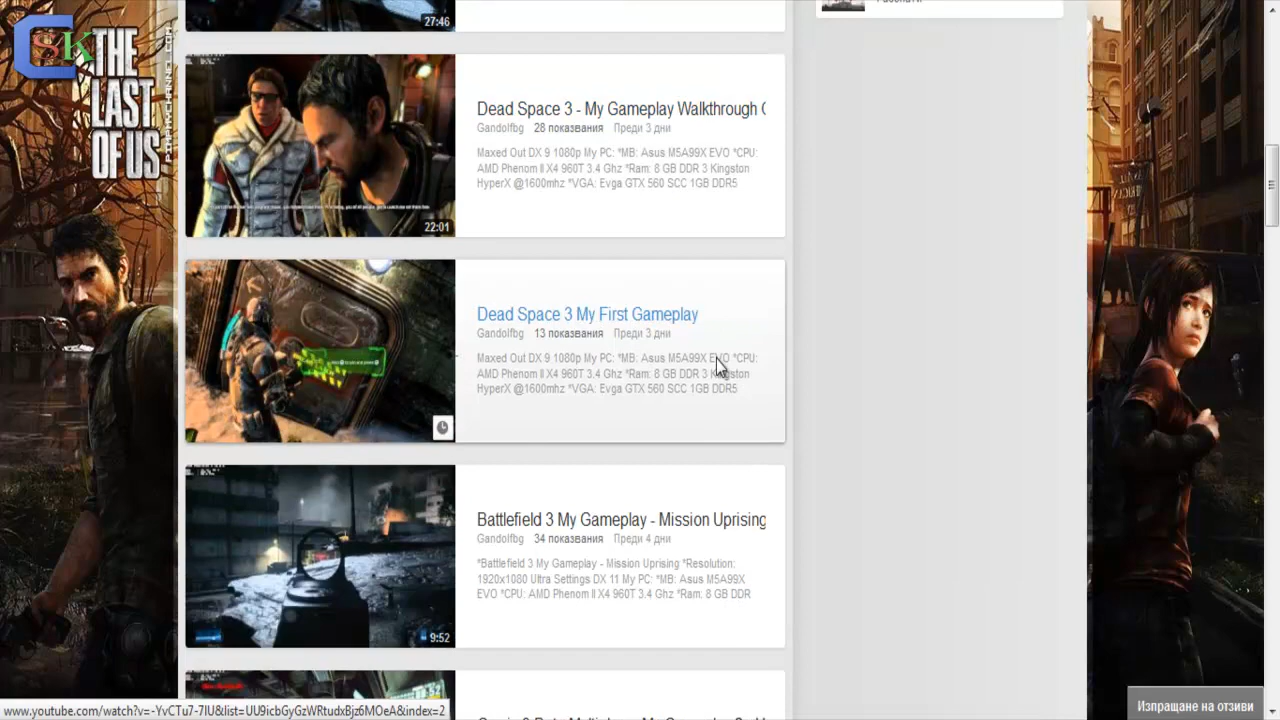 CSK
THE
LAST
OF US
27:46
Dead Space 3 - My Gameplay Walkthrough
Gandolfbg 28 показвания Преди 3 дни
Maxed Out DX 9 1080p My PC: *MB: Asus M5A99X EVO *CPU:
AMD Phenom II X4 960T 3.4 Ghz *Ram: 8 GB DDR 3 Kingston
HyperX @1600mhz *VGA: Evga GTX 560 SCC 1GB DDR5
22:01
Dead Space 3 My First Gameplay
Gandolfbg 13 показвания Преди 3 дни
Maxed Out DX 9 1080p My PC: *MB: Asus M5A99X EVO *CPU:
AMD Phenom II X4 960T 3.4 Ghz *Ram: 8 GB DDR 3 Kingston
HyperX @1600mhz *VGA: Evga GTX 560 SCC 1GB DDR5
Battlefield 3 My Gameplay - Mission Uprising
Gandolfbg 34 показвания Преди 4 дни
*Battlefield 3 My Gameplay - Mission Uprising *Resolution:
1920x1080 Ultra Settings DX 11 My PC: *MB: Asus M5A99X
EVO *CPU: AMD Phenom II X4 960T 3.4 Ghz *Ram: 8 GB DDR
9:52
www.youtube.com/watch?v=-YvCTu7-7IU&list=UU9icbGyGzWRtudxBjz6MOeA&index=2
Изпращане на отзиви